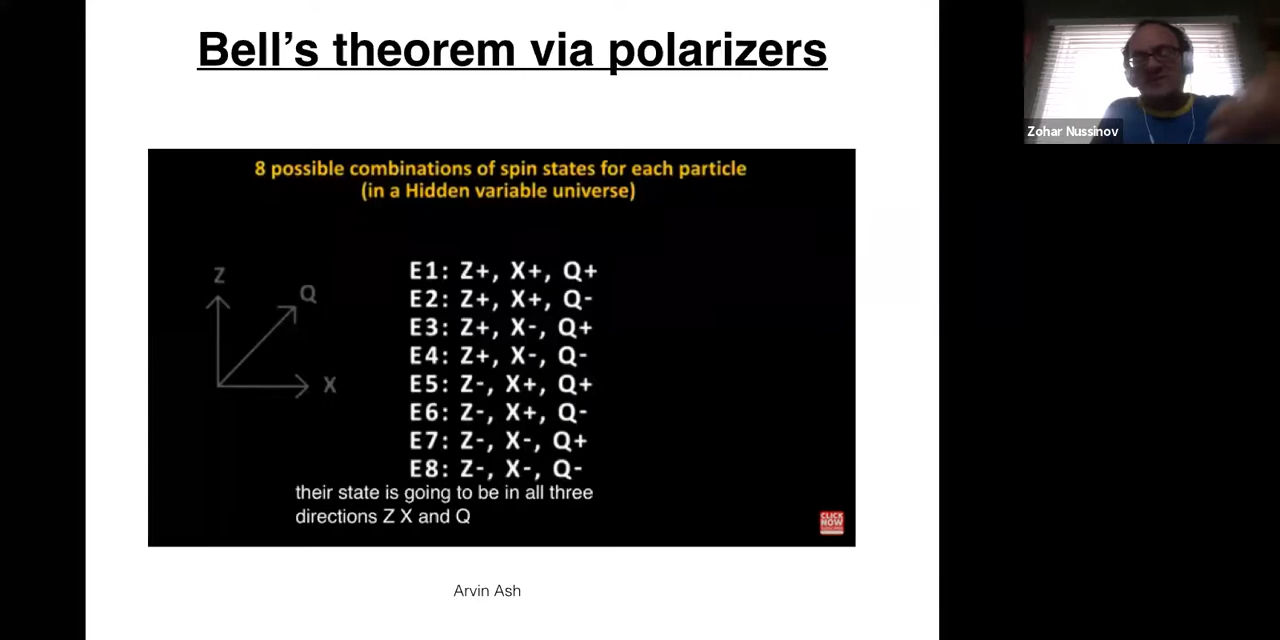 Bell's theorem via polarizers
Zohar Nussinov
8 possible combinations of spin states for each particle
(in a Hidden variable universe)
Z
Q
X
E1: Z+, X+, Q+
E2: Z+, X+, Q-
E3: Z+, X-, Q+
E4: Z+, X-, Q-
E5: Z-, X+, Q+
E6: Z-, X+, Q-
E7: Z-, X-, Q+
E8: Z-, X-, Q-
their state is going to be in all three
directions Z X and Q
CLICK
NOW
Arvin Ash